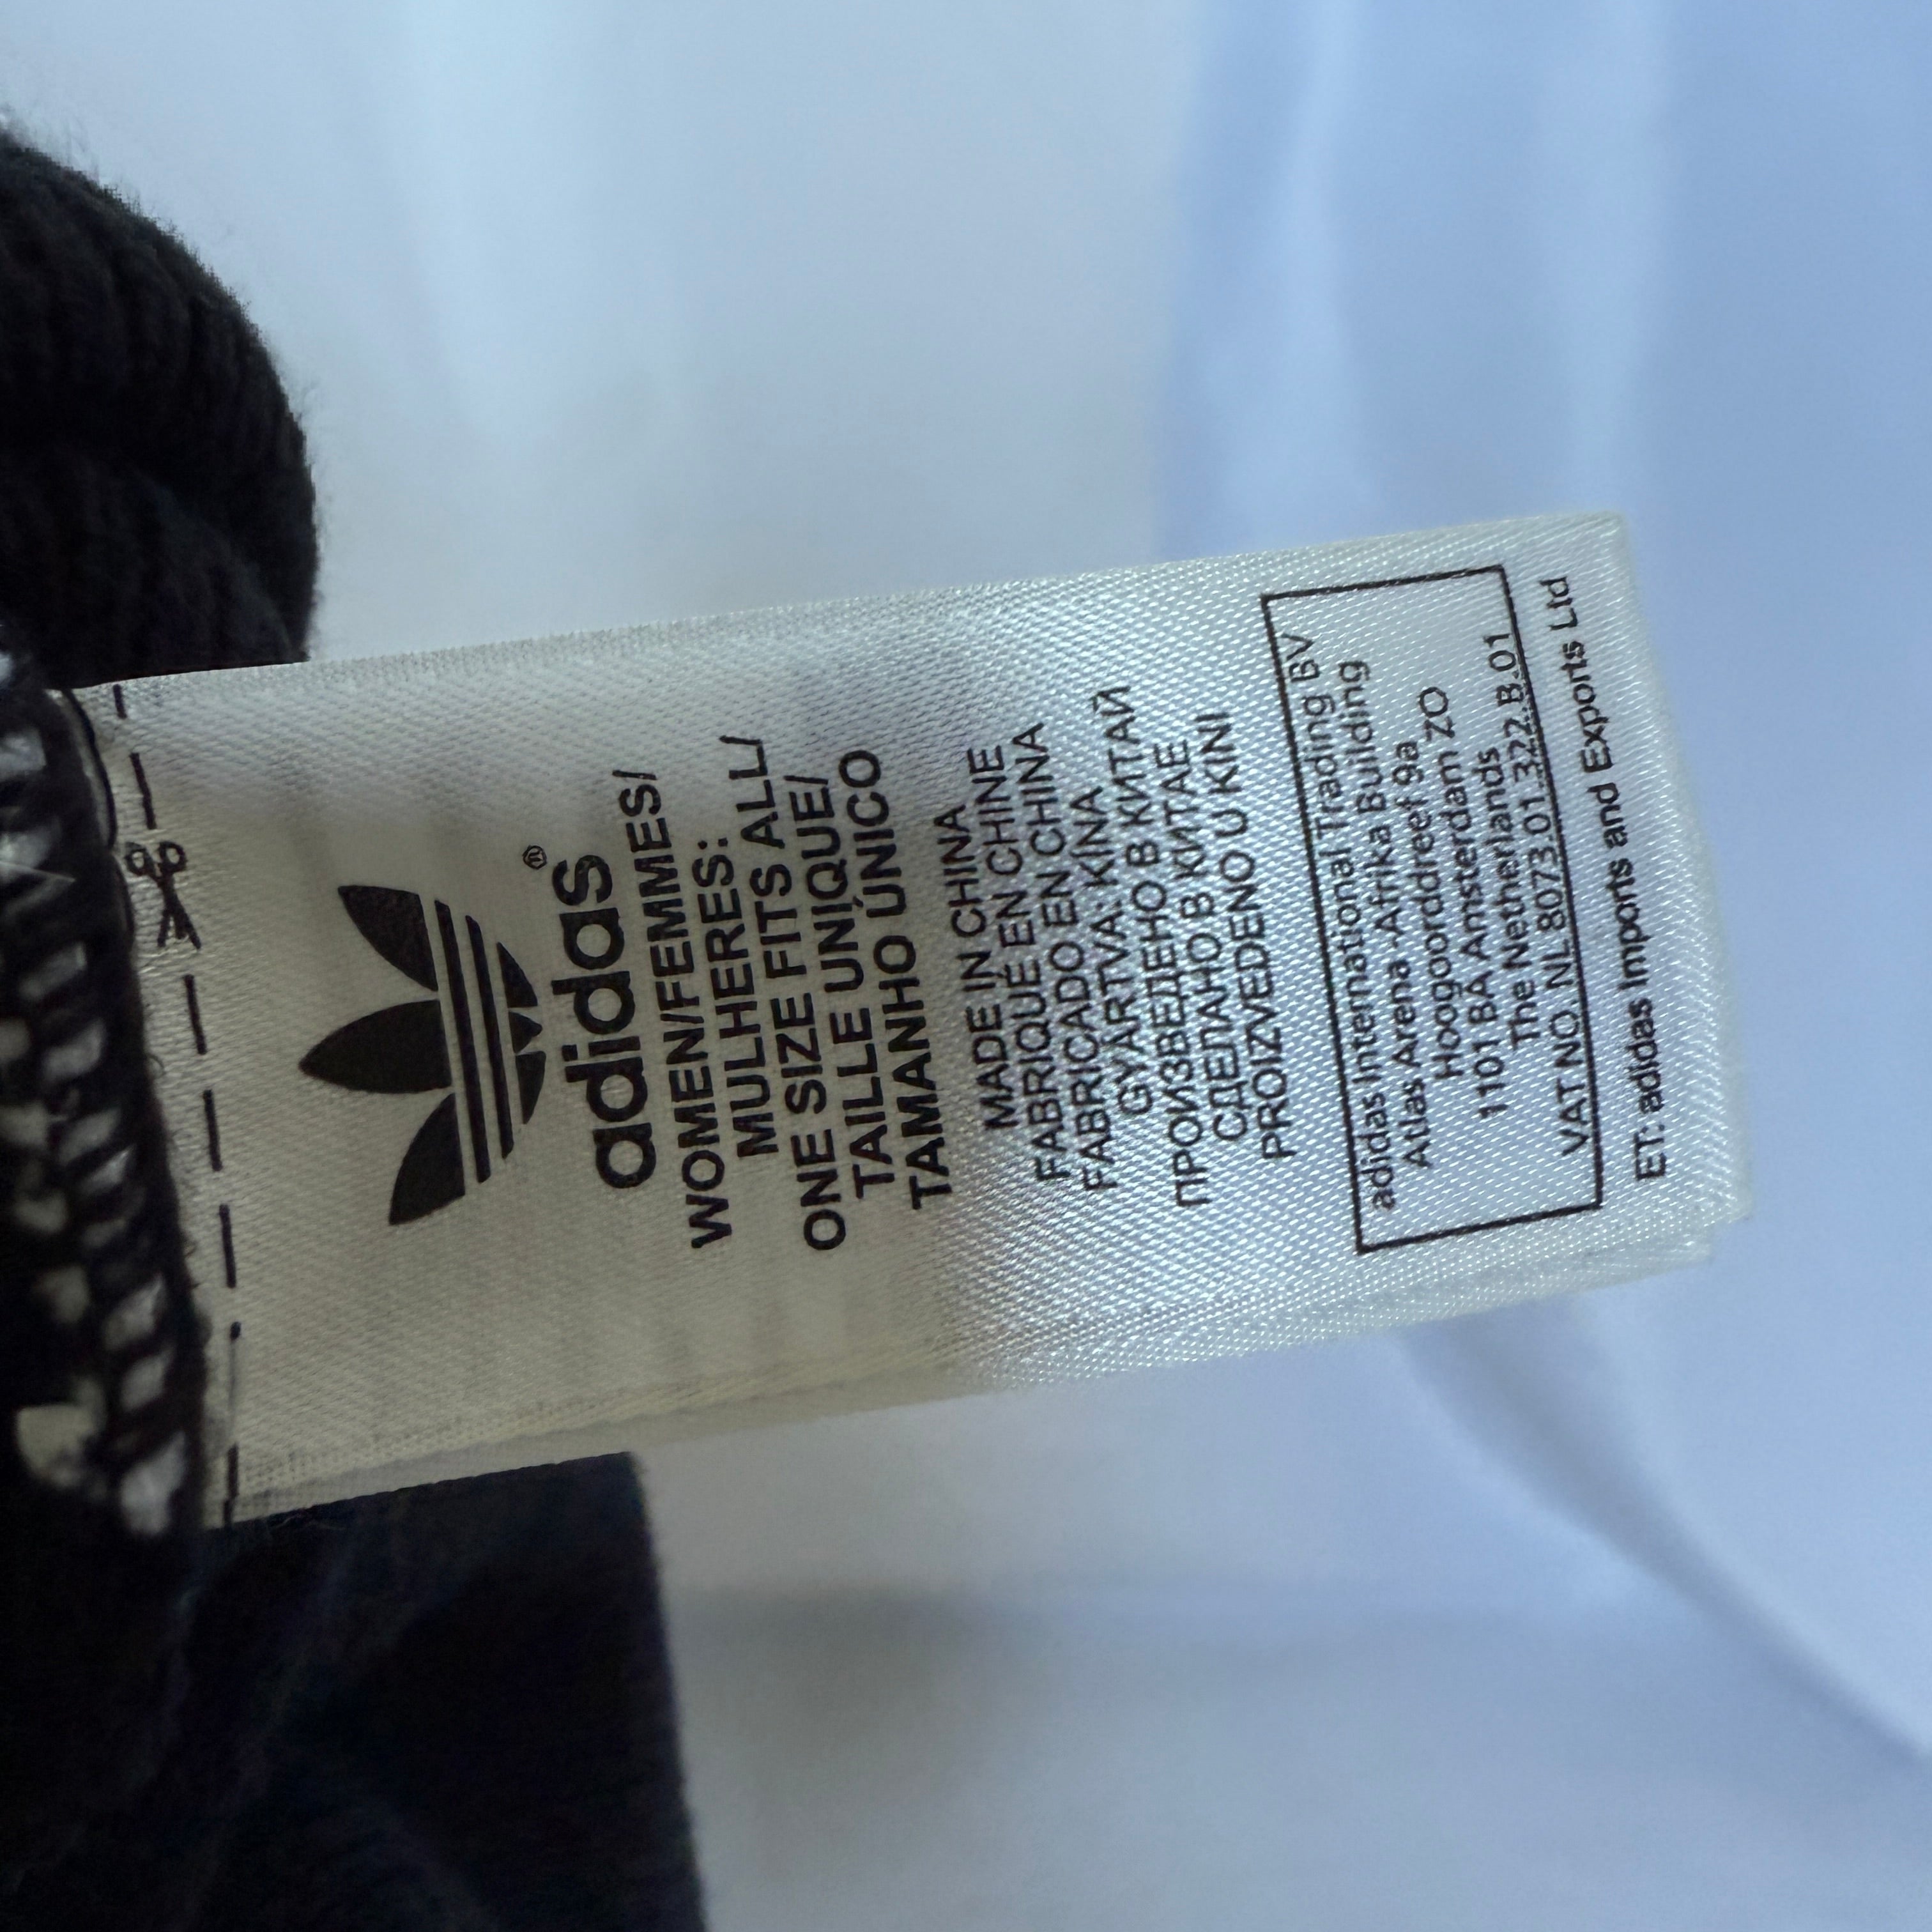 adidas®
WOMEN/FEMMES/
MULHERES:
ONE SIZE FITS ALL/
TAILLE UNIQUE/
TAMANHO ÚNICO
MADE IN CHINA
FABRIQUÉ EN CHINE
FABRICADO EN CHINA
GYÁRTVA: KÍNA
ПРОИЗВЕДЕНО В КИТАЙ
СДЕЛАНО В КИТАЕ
PROIZVEDENO U KINI
adidas International Trading BV
Atlas Arena -Afrika Building
Hoogoorddreef 9a
1101 BA Amsterdam ZO
The Netherlands
VAT NO. NL 8073.01.322.B.01
ET: adidas Imports and Exports Ltd